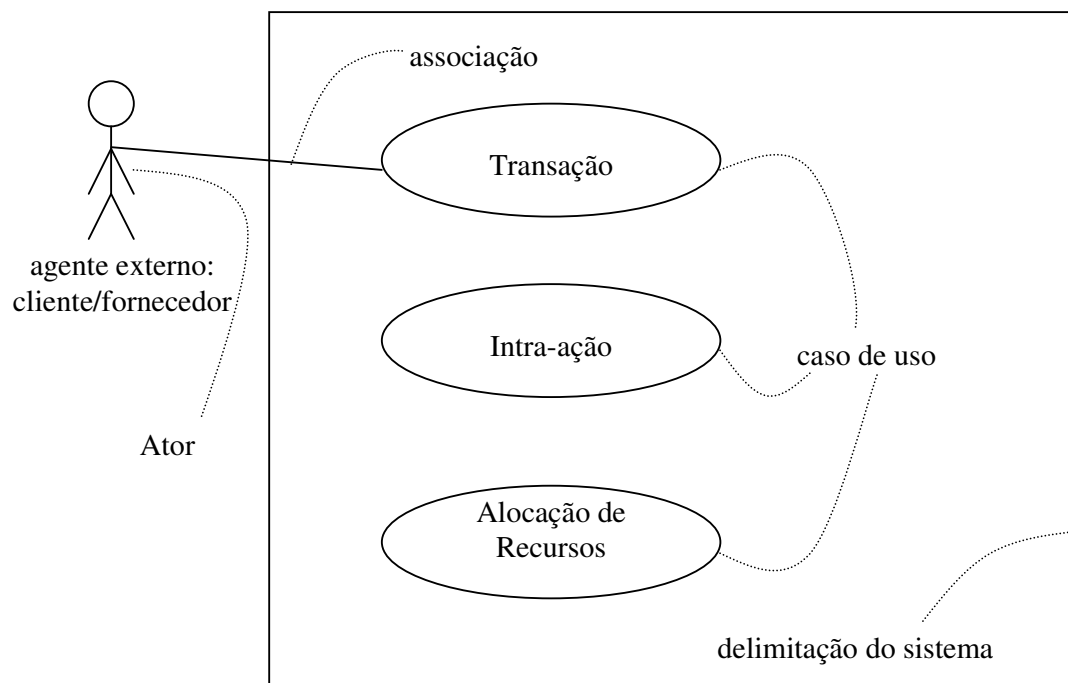 associação
Transação
agente externo:
cliente/fornecedor
Intra-ação
caso de uso
Ator
Alocação de
Recursos
delimitação do sistema